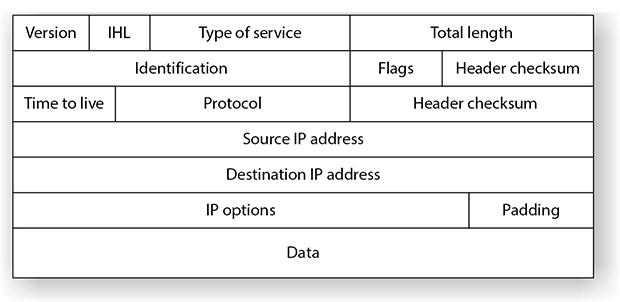 Version IHL Type of service Total length
Identification Flags Header checksum
Time to live Protocol Header checksum
Source IP address
Destination IP address
IP options Padding
Data